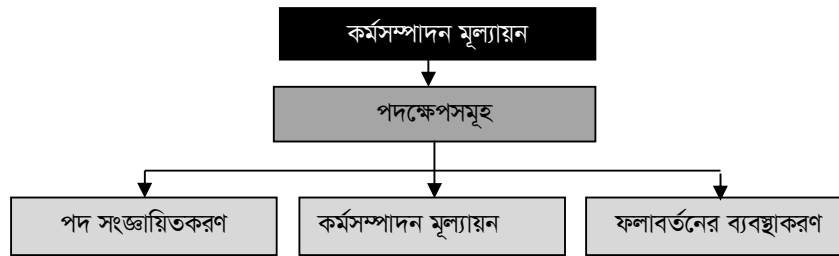 কর্মসম্পাদন মূল্যায়ন
পদক্ষেপসমূহ
পদ সংজ্ঞায়িতকরণ
কর্মসম্পাদন মূল্যায়ন
ফলাবর্তনের ব্যবস্থাকরণ